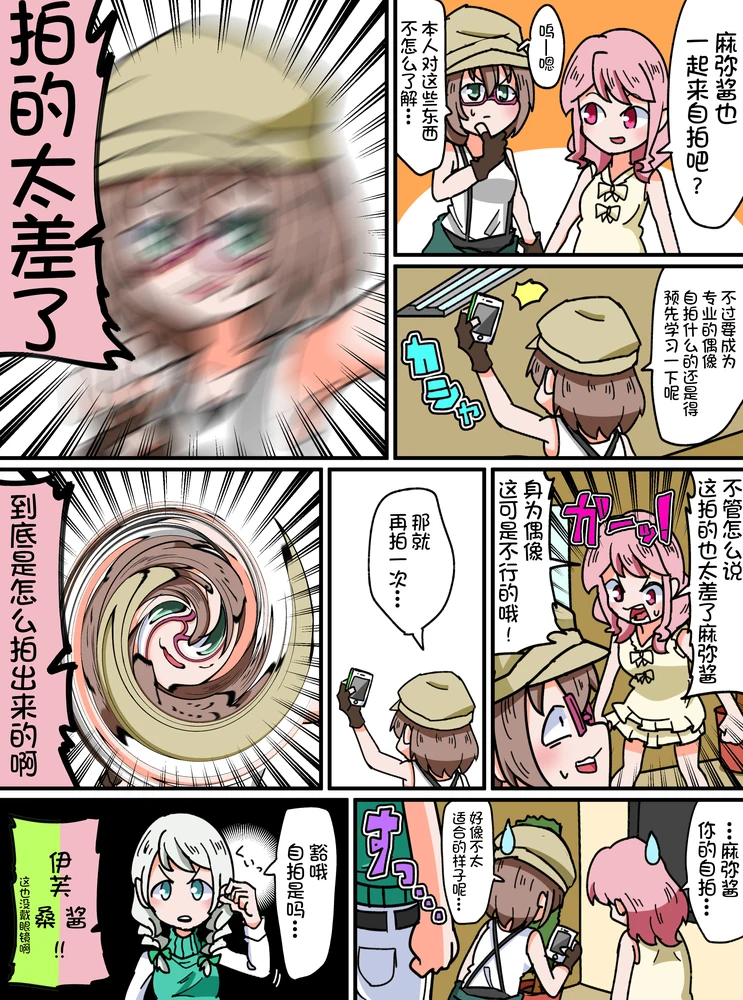 麻弥酱也
一起来自拍吧？
呜—嗯
本人对这些东西
不怎么了解…
不过要成为
专业的偶像
自拍什么的还是得
预先学习一下呢
カシャ
拍的太差了
不管怎么说
这拍的也太差了麻弥酱
ガーッ!
身为偶像
这可是不行的哦！
那就
再拍一次…
到底是怎么拍出来的啊
…麻弥酱
你的自拍…
好像不太
适合的样子呢…
すっ…
豁哦
自拍是吗…
伊芙酱
桑!!
这也没戴眼镜啊